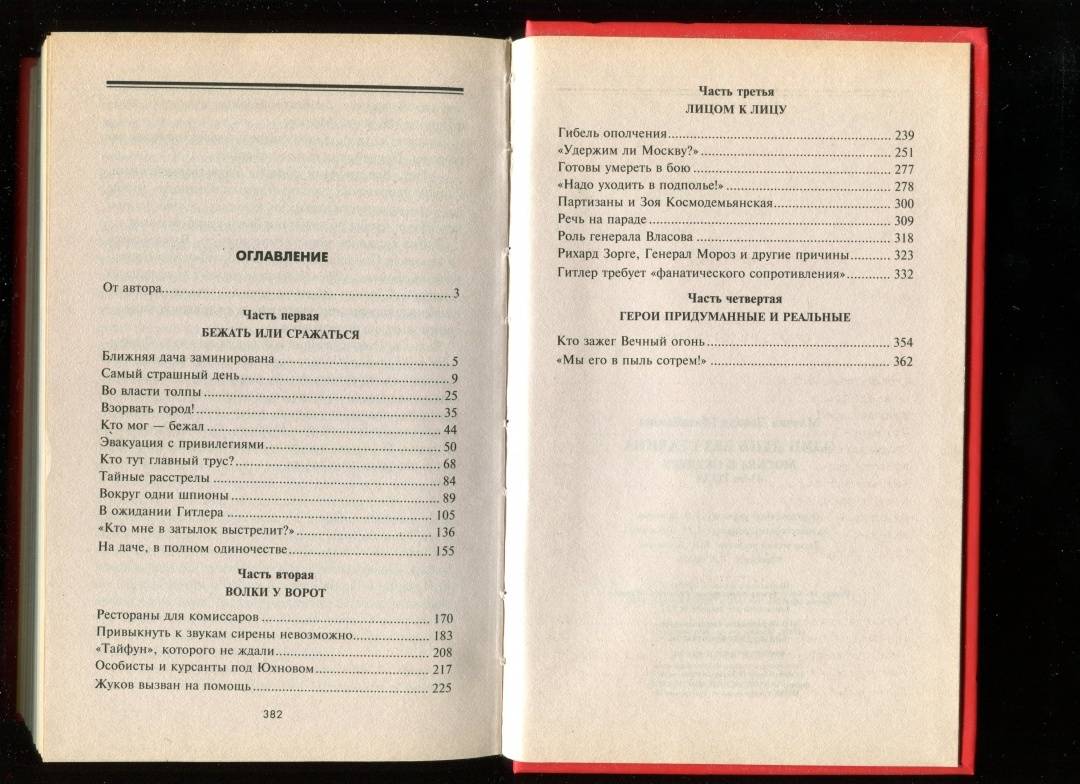 ОГЛАВЛЕНИЕ
От автора..... 3
Часть первая
БЕЖАТЬ ИЛИ СРАЖАТЬСЯ
Ближняя дача заминирована ..... 5
Самый страшный день ..... 9
Во власти толпы ..... 25
Взорвать город! ..... 35
Кто мог — бежал ..... 44
Эвакуация с привилегиями ..... 50
Кто тут главный трус? ..... 68
Тайные расстрелы ..... 84
Вокруг одни шпионы ..... 89
В ожидании Гитлера ..... 105
«Кто мне в затылок выстрелит?» ..... 136
На даче, в полном одиночестве ..... 155
Часть вторая
ВОЛКИ У ВОРОТ
Рестораны для комиссаров ..... 170
Привыкнуть к звукам сирены невозможно ..... 183
«Тайфун», которого не ждали ..... 208
Особисты и курсанты под Юхновом ..... 217
Жуков вызван на помощь ..... 225
382
Часть третья
ЛИЦОМ К ЛИЦУ
Гибель ополчения ..... 239
«Удержим ли Москву?» ..... 251
Готовы умереть в бою ..... 277
«Надо уходить в подполье!» ..... 278
Партизаны и Зоя Космодемьянская ..... 300
Речь на параде ..... 309
Роль генерала Власова ..... 318
Рихард Зорге, Генерал Мороз и другие причины ..... 323
Гитлер требует «фанатического сопротивления» ..... 332
Часть четвертая
ГЕРОИ ПРИДУМАННЫЕ И РЕАЛЬНЫЕ
Кто зажег Вечный огонь ..... 354
«Мы его в пыль сотрем!» ..... 362